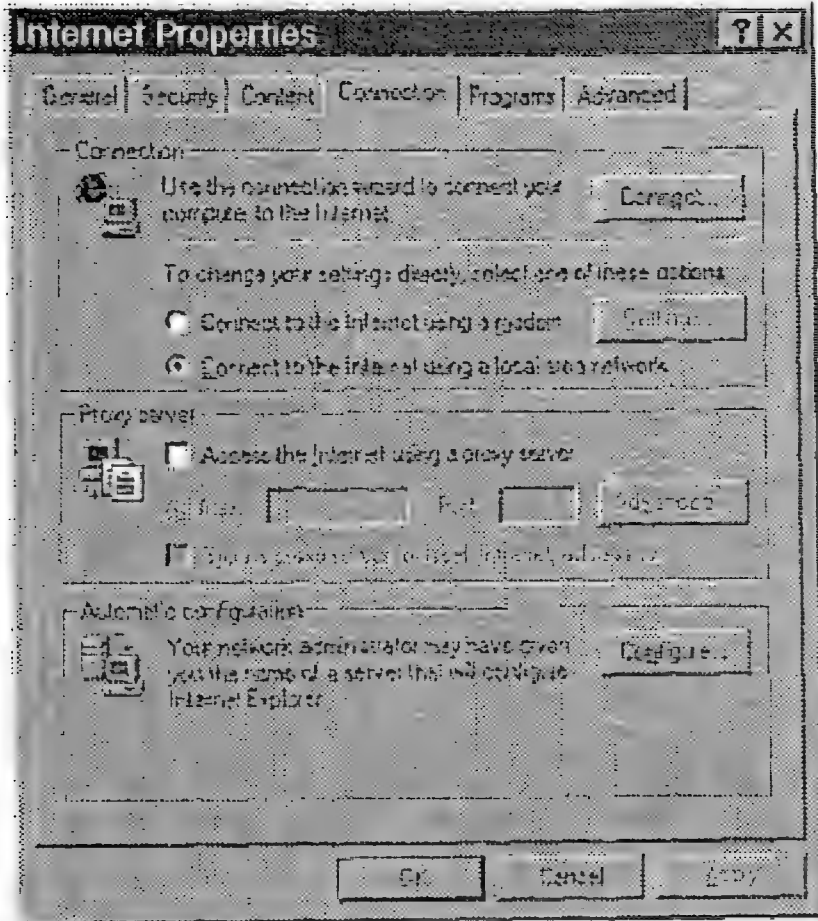 Internet Properties
General Security Content Connection Programs Advanced
Connection
Use the connection wizard to connect your
computer to the Internet.
Connect...
To change your settings directly, select one of these options:
Connect to the Internet using a modem
Settings...
Connect to the Internet using a local area network
Proxy server
Access the Internet using a proxy server
Address: Port: Advanced...
Automatic configuration
Your network administrator may have given
you the name of a server that will configure
Internet Explorer.
Configure...
OK Cancel Apply